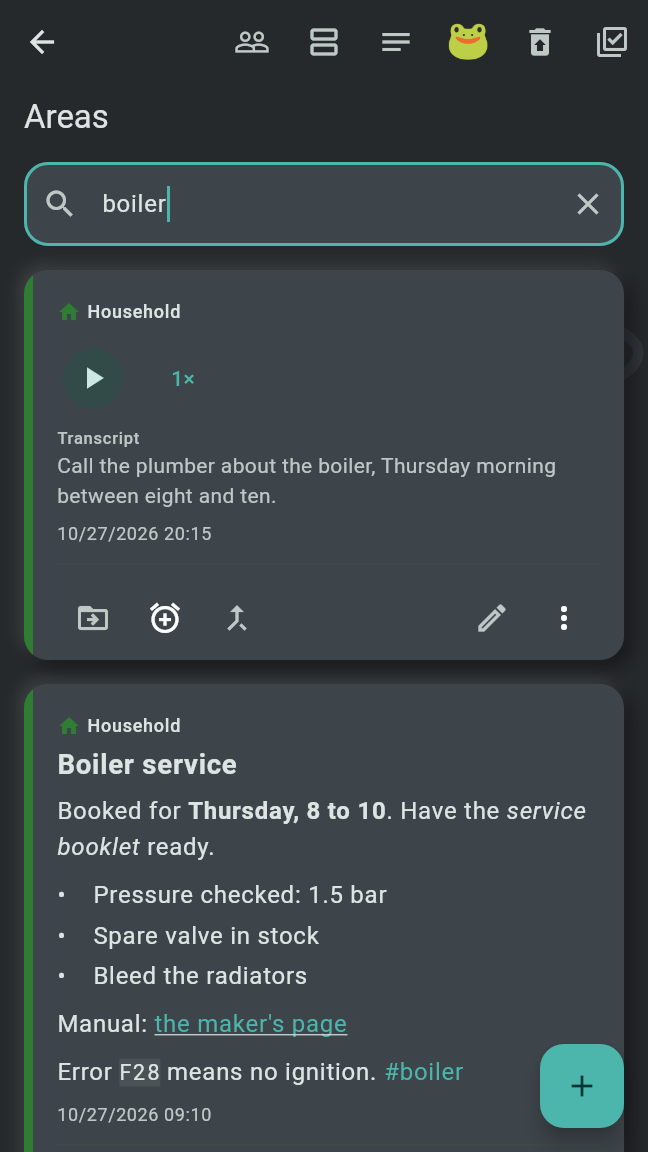 Areas
boiler
Household
1×
Transcript
Call the plumber about the boiler, Thursday morning
between eight and ten.
10/27/2026 20:15
Household
Boiler service
Booked for Thursday, 8 to 10. Have the service
booklet ready.
• Pressure checked: 1.5 bar
• Spare valve in stock
• Bleed the radiators
Manual: the maker's page
Error F28 means no ignition. #boiler
10/27/2026 09:10